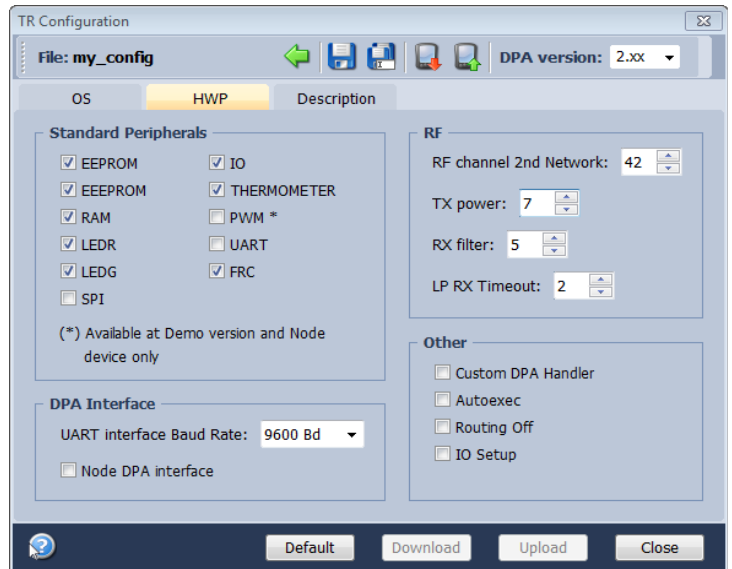 TR Configuration
File: my_config
DPA version: 2.xx
OS HWP Description
Standard Peripherals
EEPROM
EEEPROM
RAM
LEDR
LEDG
SPI
IO
THERMOMETER
PWM *
UART
FRC
(*) Available at Demo version and Node
device only
DPA Interface
UART interface Baud Rate: 9600 Bd
Node DPA interface
RF
RF channel 2nd Network: 42
TX power: 7
RX filter: 5
LP RX Timeout: 2
Other
Custom DPA Handler
Autoexec
Routing Off
IO Setup
? Default Download Upload Close